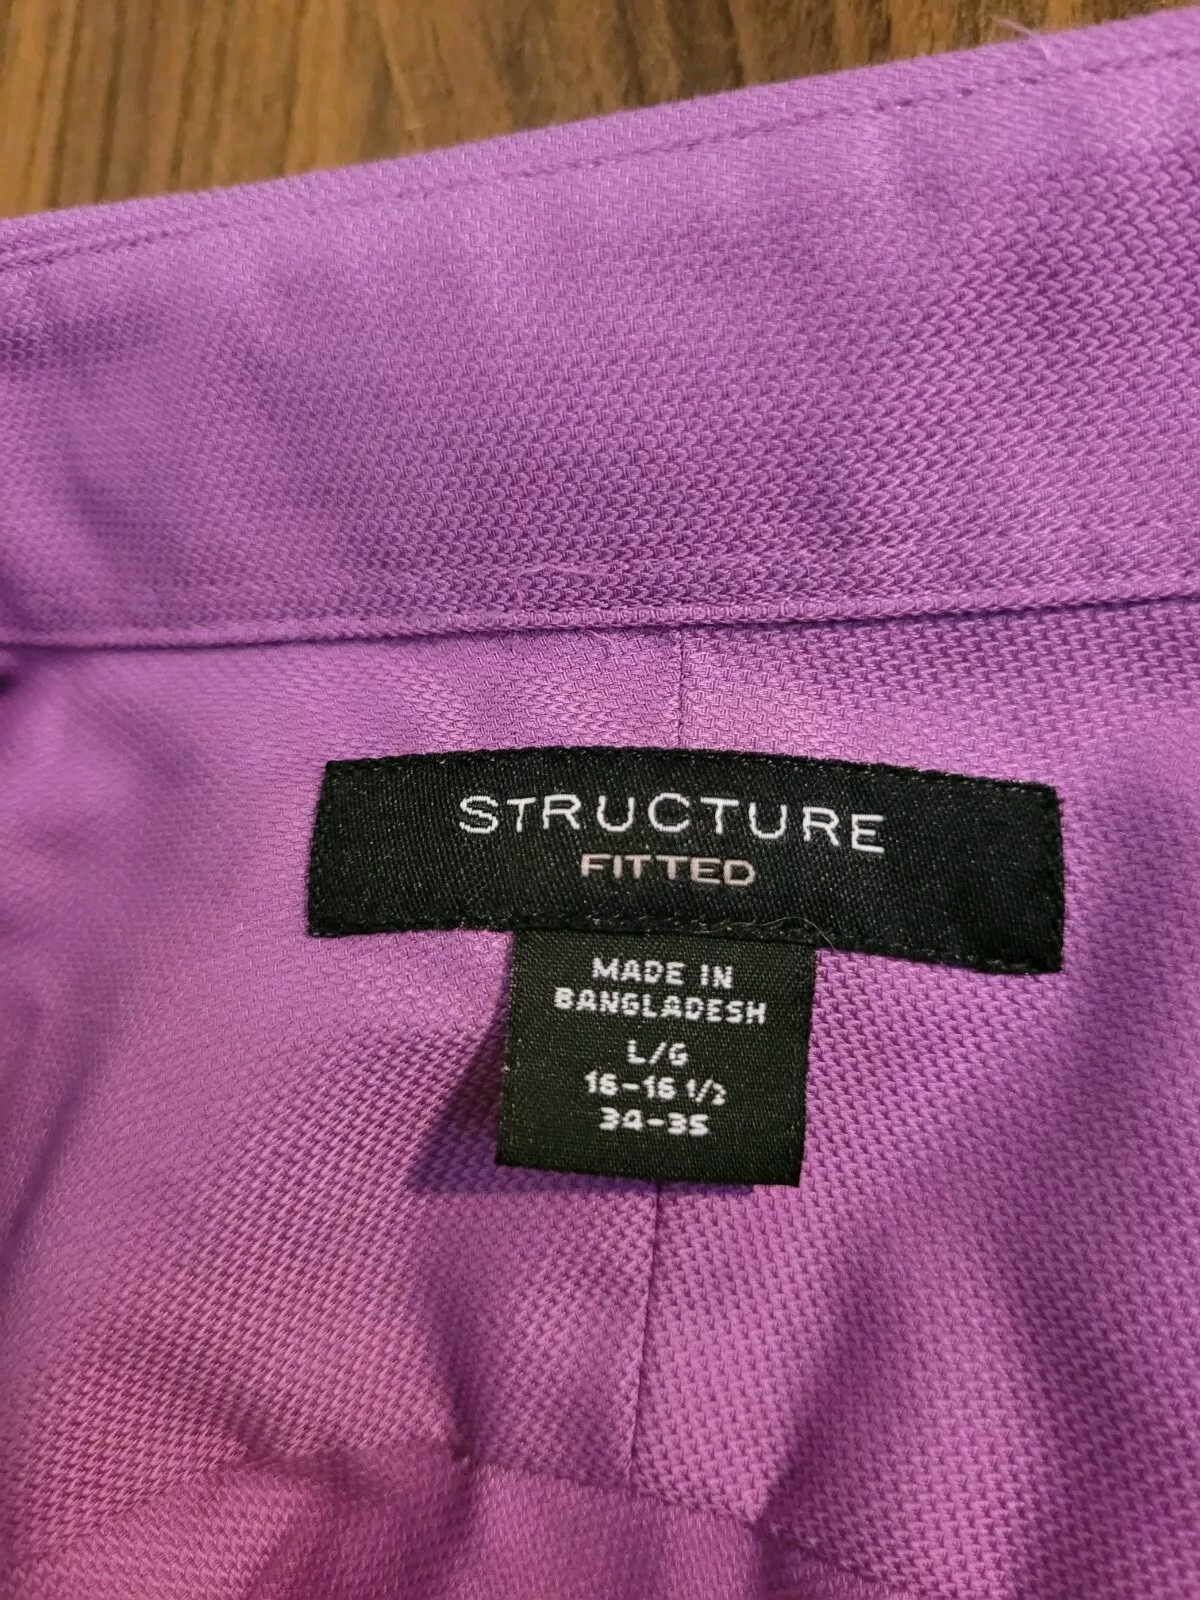 STRUCTURE
FITTED
MADE IN
BANGLADESH
L/G
16-16 1/2
34-35